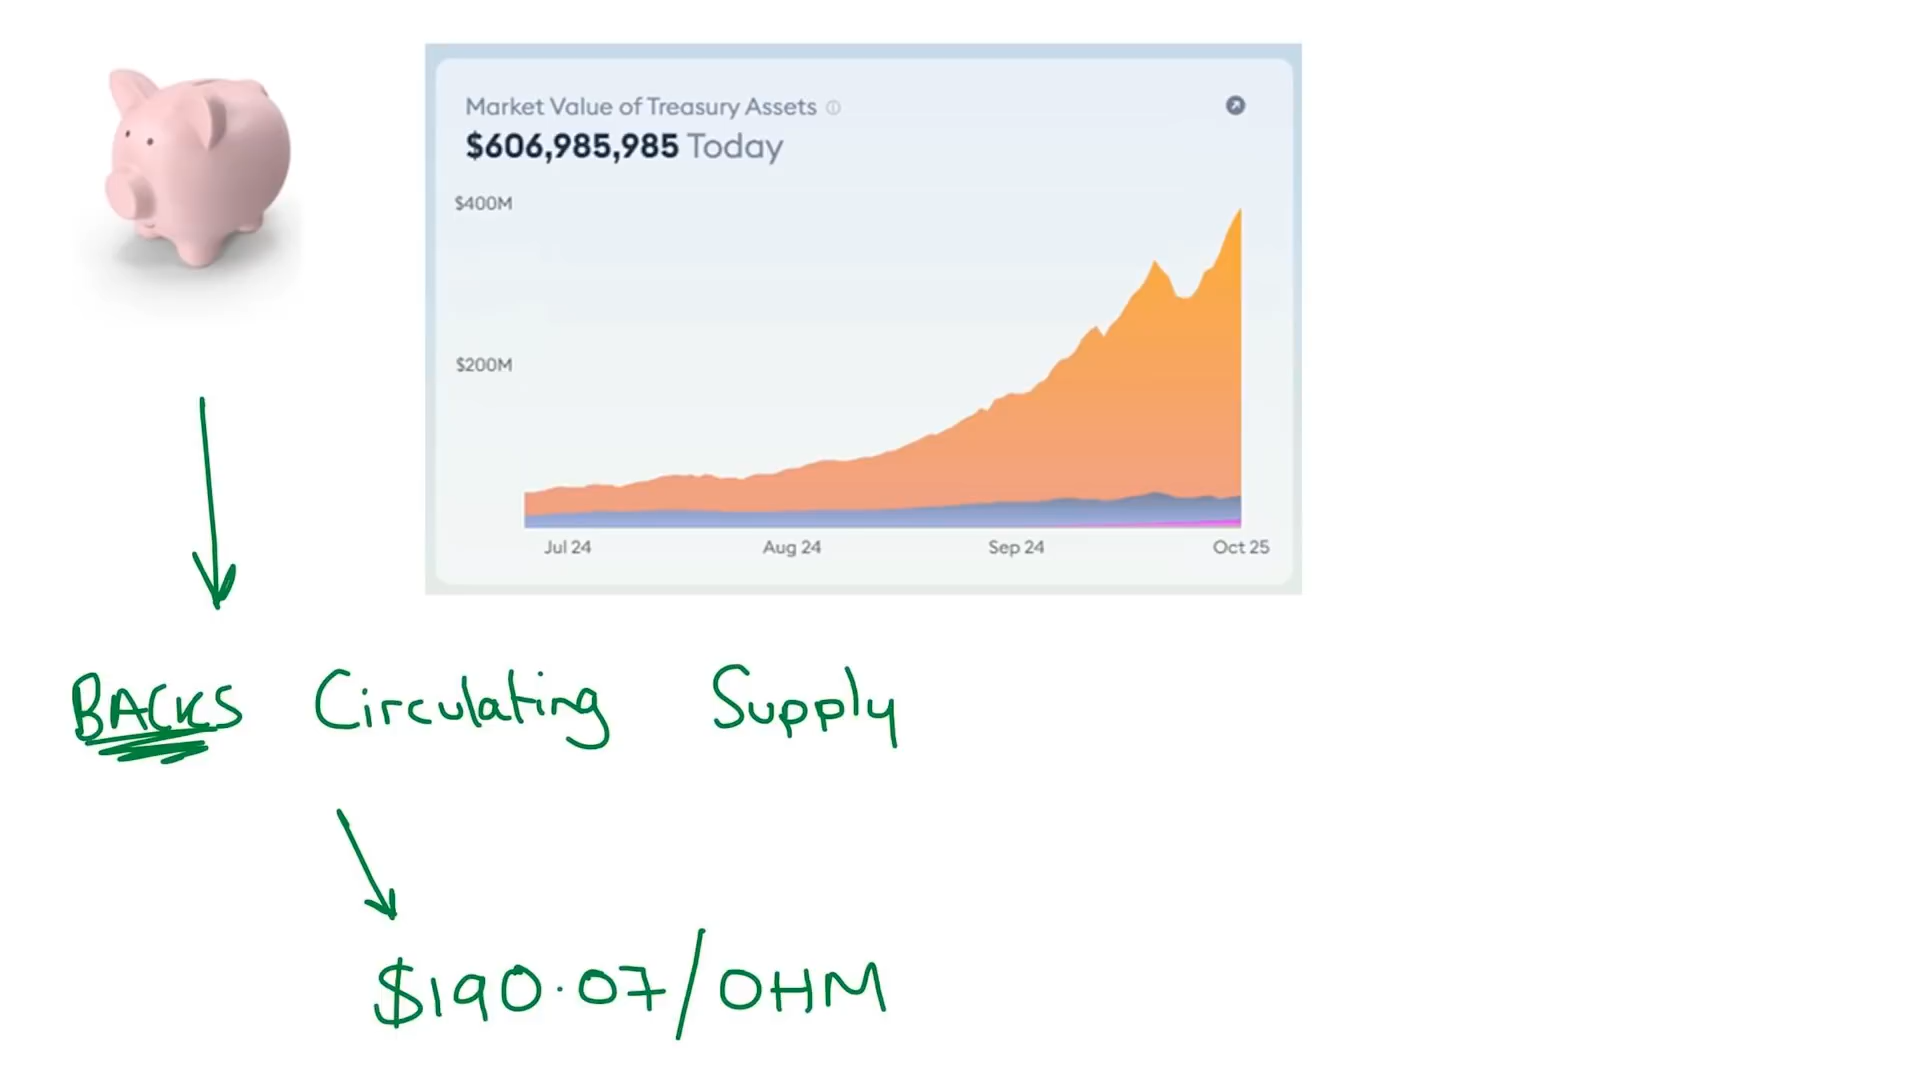 Market Value of Treasury Assets
$606,985,985 Today
$400M
$200M
Jul 24 Aug 24 Sep 24 Oct 25
BACKS Circulating Supply
$190.07/OHM